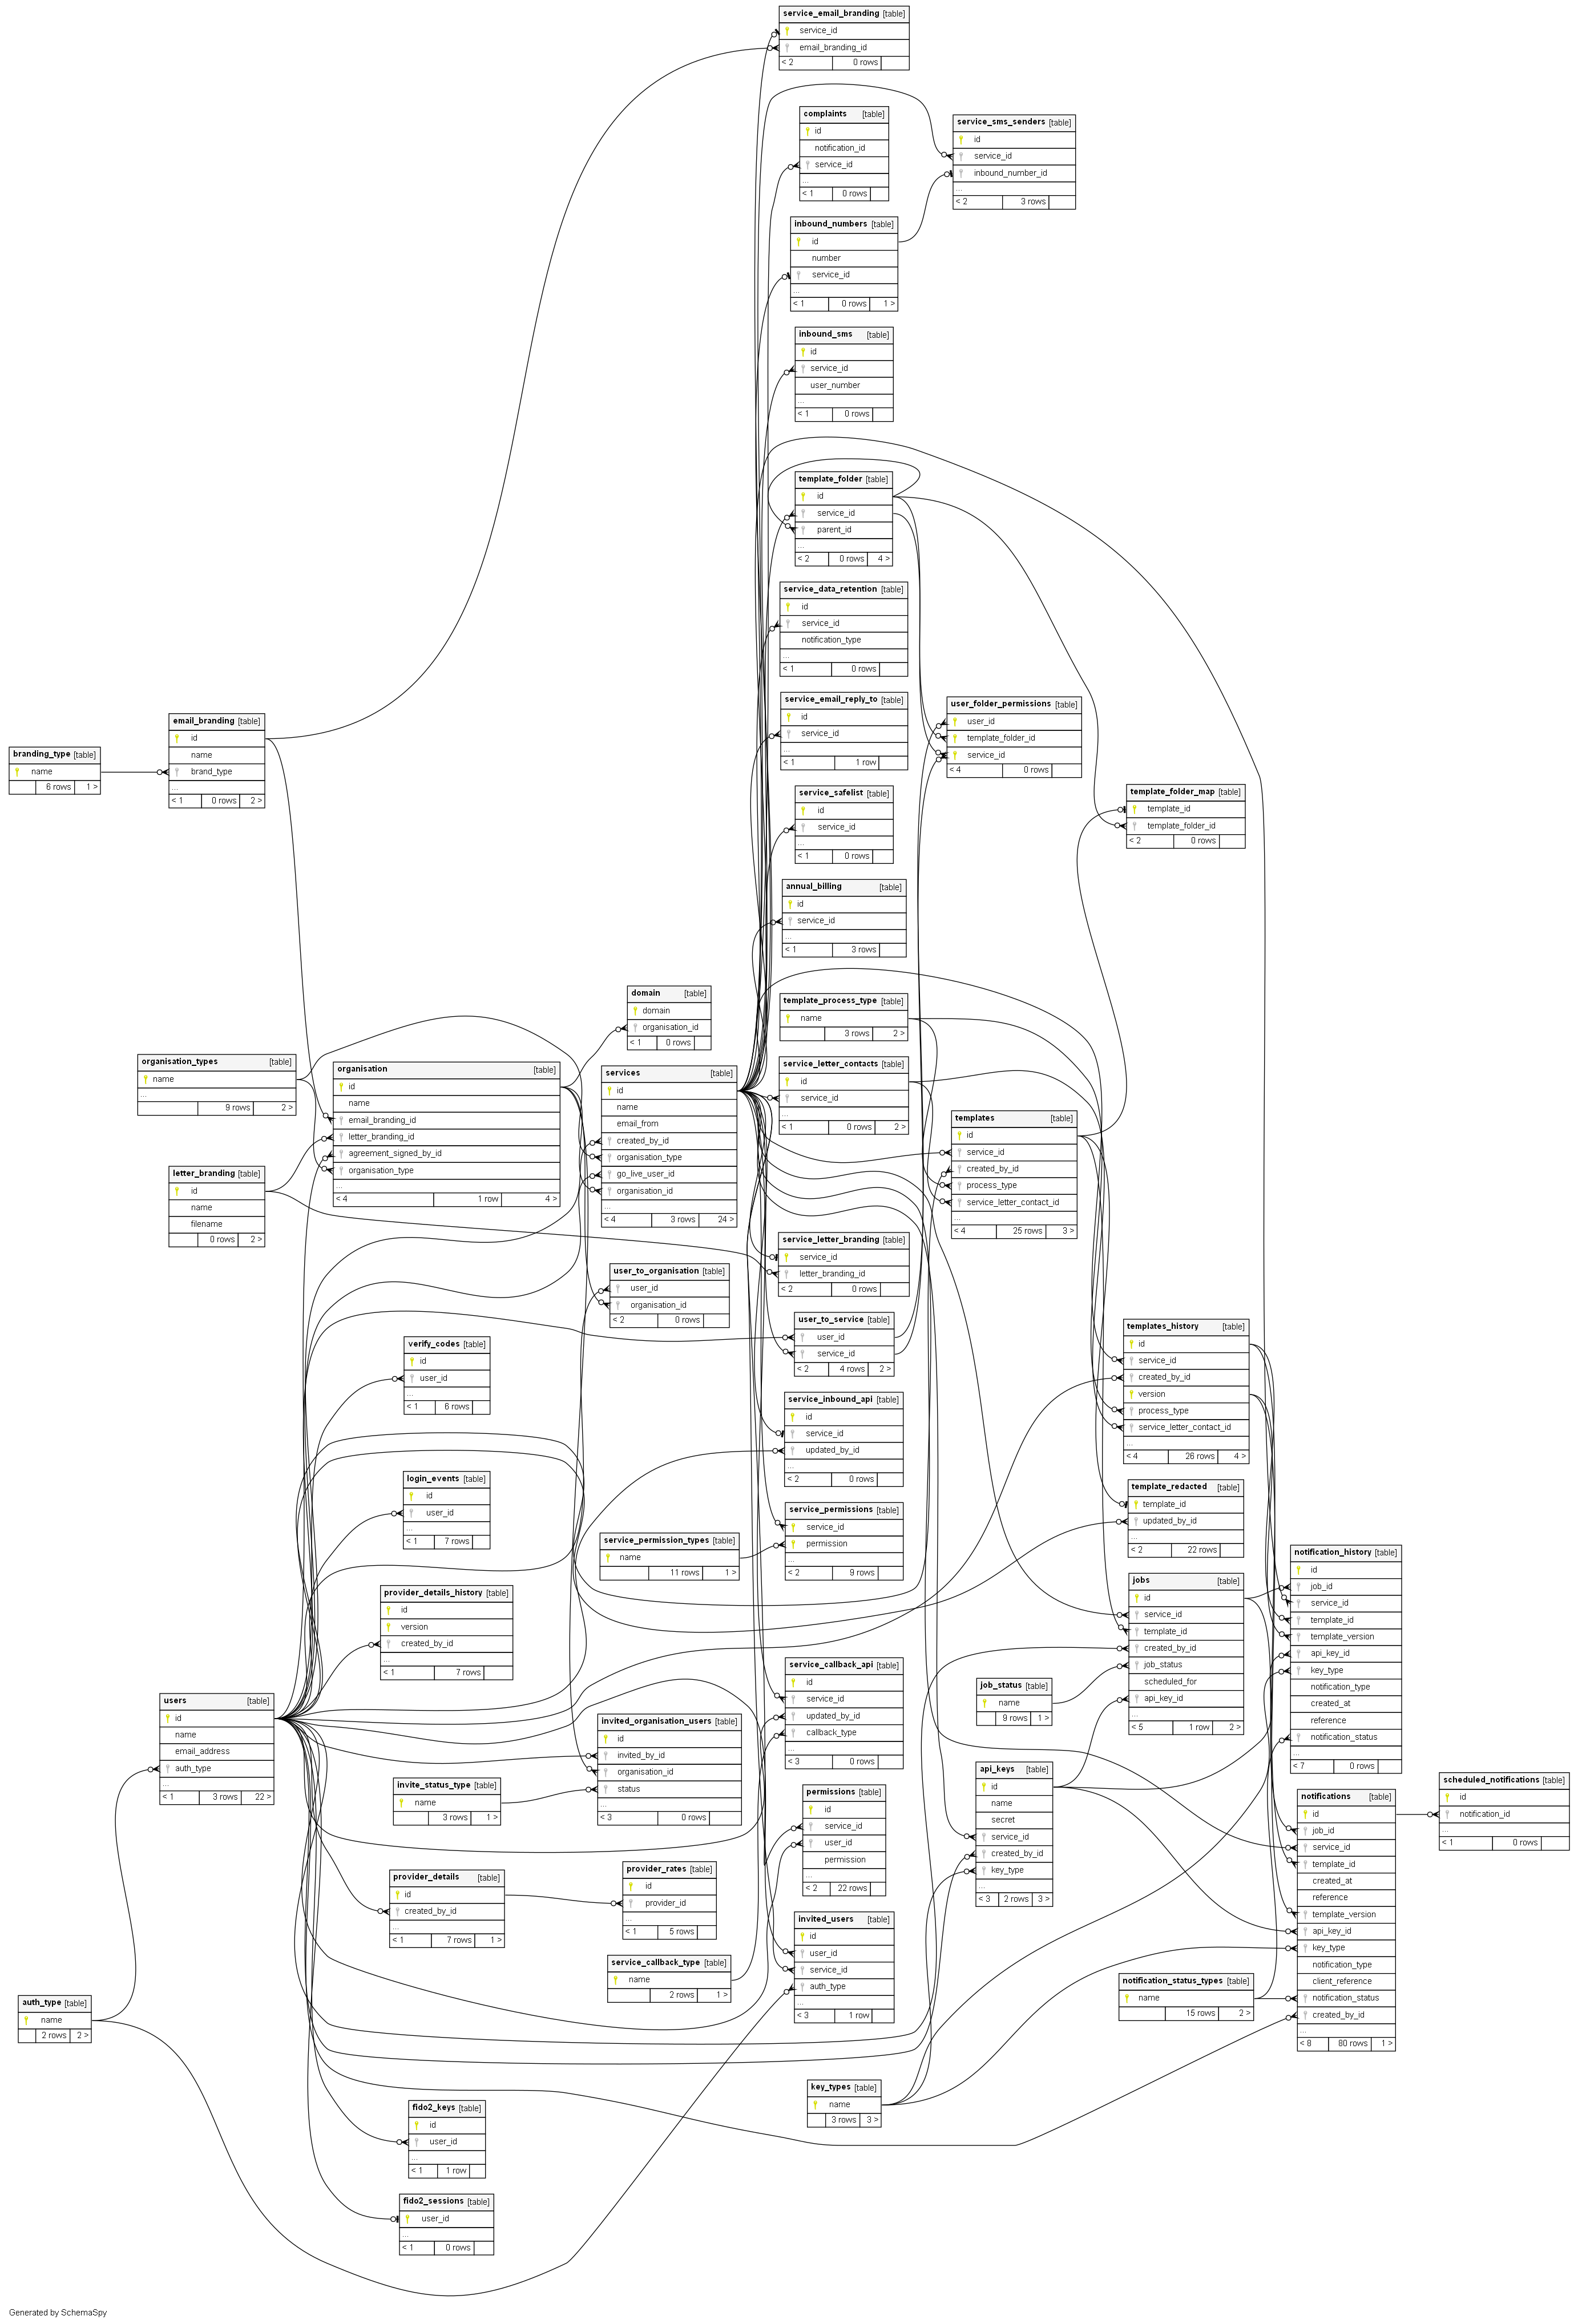 service_email_branding [table]
service_id
email_branding_id
< 2 0 rows
complaints [table]
id
notification_id
service_id
...
< 1 0 rows
service_sms_senders [table]
id
service_id
inbound_number_id
...
< 2 3 rows
inbound_numbers [table]
id
number
service_id
...
< 1 0 rows 1 >
inbound_sms [table]
id
service_id
user_number
...
< 1 0 rows
template_folder [table]
id
service_id
parent_id
...
< 2 0 rows 4 >
service_data_retention [table]
id
service_id
notification_type
...
< 1 0 rows
service_email_reply_to [table]
id
service_id
...
< 1 1 row
user_folder_permissions [table]
user_id
template_folder_id
service_id
< 4 0 rows
email_branding [table]
id
name
brand_type
...
< 1 0 rows 2 >
branding_type [table]
name
6 rows 1 >
service_safelist [table]
id
service_id
...
< 1 0 rows
template_folder_map [table]
template_id
template_folder_id
< 2 0 rows
annual_billing [table]
id
service_id
...
< 1 3 rows
domain [table]
domain
organisation_id
< 1 0 rows
template_process_type [table]
name
3 rows 2 >
organisation_types [table]
name
...
9 rows 2 >
organisation [table]
id
name
email_branding_id
letter_branding_id
agreement_signed_by_id
organisation_type
...
< 4 1 row 4 >
services [table]
id
name
email_from
created_by_id
organisation_type
go_live_user_id
organisation_id
...
< 4 3 rows 24 >
service_letter_contacts [table]
id
service_id
...
< 1 0 rows 2 >
templates [table]
id
service_id
created_by_id
process_type
service_letter_contact_id
...
< 4 25 rows 3 >
letter_branding [table]
id
name
filename
0 rows 2 >
service_letter_branding [table]
service_id
letter_branding_id
< 2 0 rows
user_to_organisation [table]
user_id
organisation_id
< 2 0 rows
user_to_service [table]
user_id
service_id
< 2 4 rows 2 >
templates_history [table]
id
service_id
created_by_id
version
process_type
service_letter_contact_id
...
< 4 26 rows 4 >
verify_codes [table]
id
user_id
...
< 1 6 rows
service_inbound_api [table]
id
service_id
updated_by_id
...
< 2 0 rows
login_events [table]
id
user_id
...
< 1 7 rows
template_redacted [table]
template_id
updated_by_id
...
< 2 22 rows
service_permissions [table]
service_id
permission
...
< 2 9 rows
service_permission_types [table]
name
11 rows 1 >
notification_history [table]
id
job_id
service_id
template_id
template_version
api_key_id
key_type
notification_type
created_at
reference
notification_status
...
< 7 0 rows
jobs [table]
id
service_id
template_id
created_by_id
job_status
scheduled_for
api_key_id
...
< 5 1 row 2 >
provider_details_history [table]
id
version
created_by_id
...
< 1 7 rows
service_callback_api [table]
id
service_id
updated_by_id
callback_type
...
< 3 0 rows
job_status [table]
name
9 rows 1 >
users [table]
id
name
email_address
auth_type
...
< 1 3 rows 22 >
invited_organisation_users [table]
id
invited_by_id
organisation_id
status
...
< 3 0 rows
invite_status_type [table]
name
3 rows 1 >
api_keys [table]
id
name
secret
service_id
created_by_id
key_type
...
< 3 2 rows 3 >
scheduled_notifications [table]
id
notification_id
...
< 1 0 rows
permissions [table]
id
service_id
user_id
permission
...
< 2 22 rows
notifications [table]
id
job_id
service_id
template_id
created_at
reference
template_version
api_key_id
key_type
notification_type
client_reference
notification_status
created_by_id
...
< 8 80 rows 1 >
provider_details [table]
id
created_by_id
...
< 1 7 rows 1 >
provider_rates [table]
id
provider_id
...
< 1 5 rows
invited_users [table]
id
user_id
service_id
auth_type
...
< 3 1 row
service_callback_type [table]
name
2 rows 1 >
notification_status_types [table]
name
15 rows 2 >
auth_type [table]
name
2 rows 2 >
key_types [table]
name
3 rows 3 >
fido2_keys [table]
id
user_id
...
< 1 1 row
fido2_sessions [table]
user_id
...
< 1 0 rows
Generated by SchemaSpy